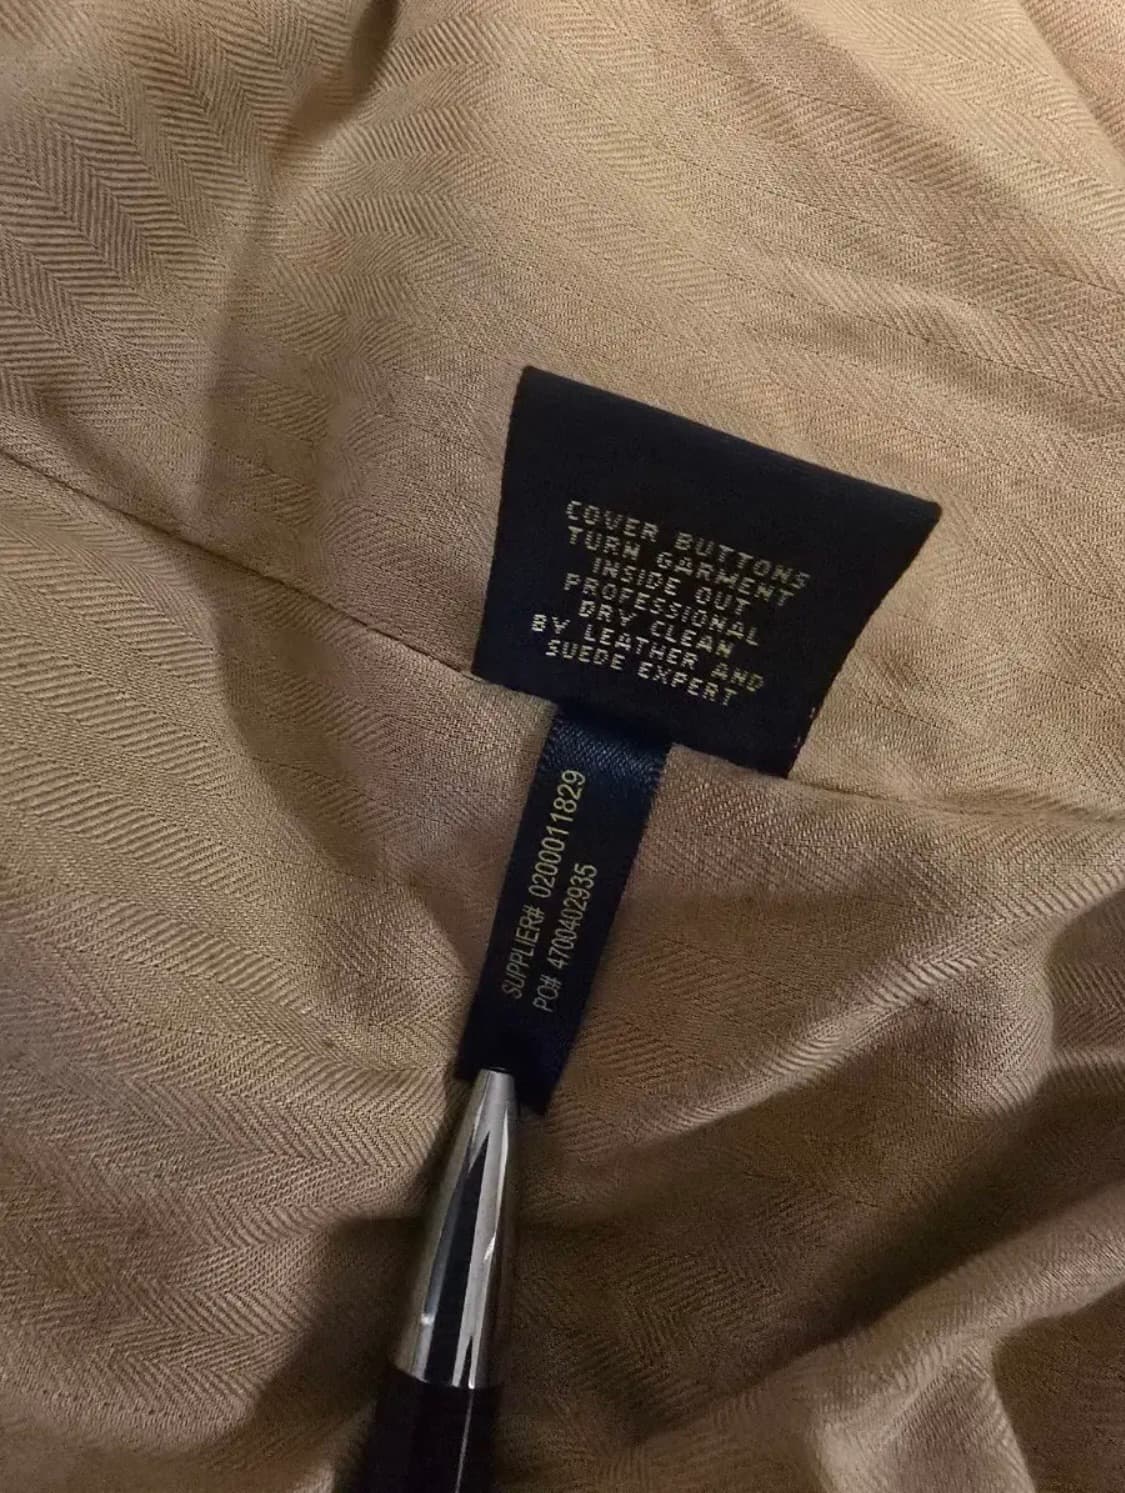 COVER BUTTONS
TURN GARMENT
INSIDE OUT
PROFESSIONAL
DRY CLEAN
BY LEATHER AND
SUEDE EXPERT
SUPPLIER# 0200011829
PO# 4700402935